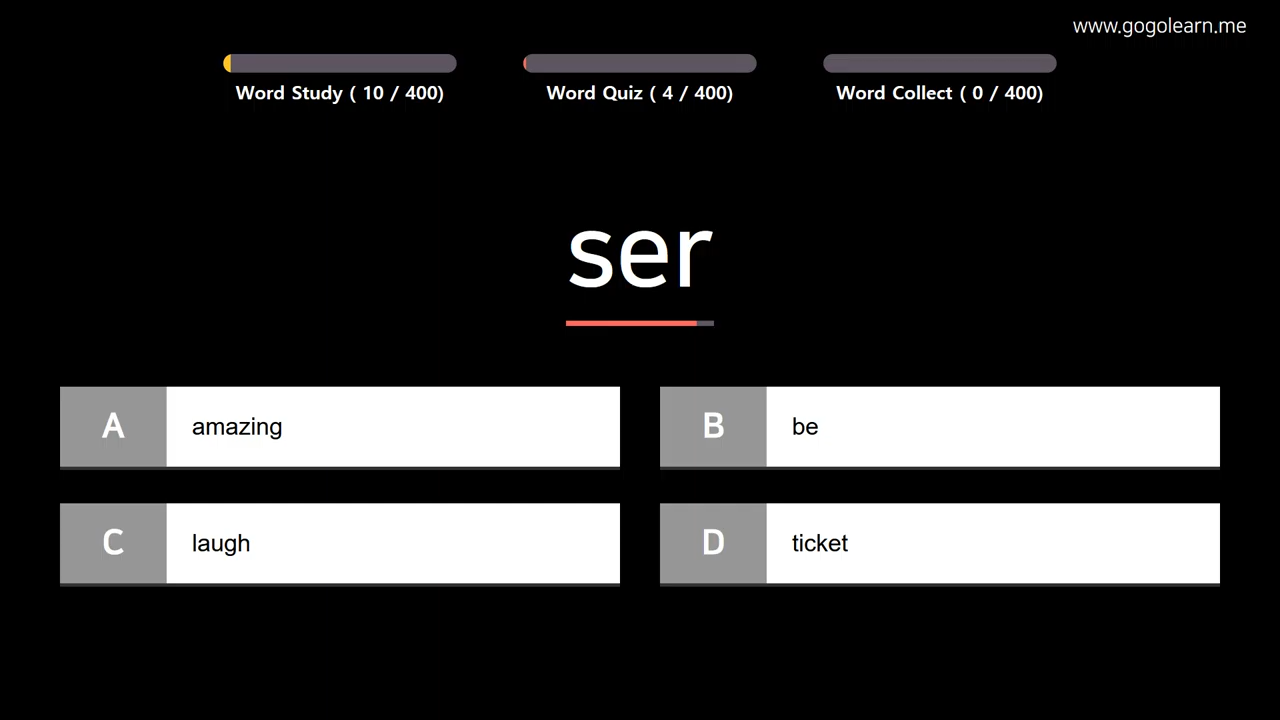 www.gogolearn.me
Word Study ( 10 / 400)
Word Quiz ( 4 / 400)
Word Collect ( 0 / 400)
ser
A amazing
B be
C laugh
D ticket